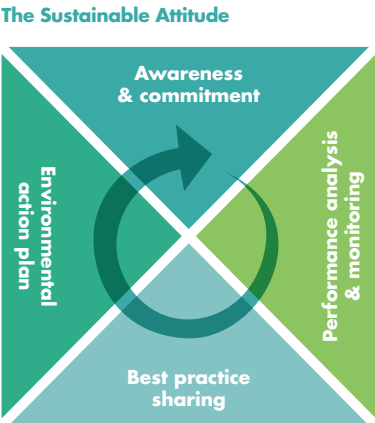 The Sustainable Attitude
Awareness
& commitment
Environmental
action plan
Performance analysis
& monitoring
Best practice
sharing